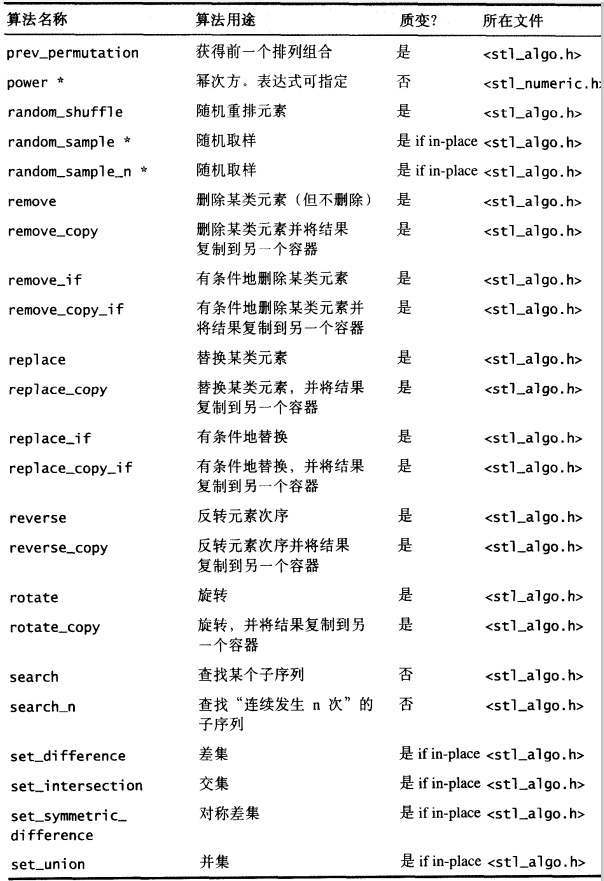 算法名称 算法用途 质变? 所在文件
prev_permutation 获得前一个排列组合 是 <stl_algo.h>
power * 幂次方。表达式可指定 否 <stl_numeric.h>
random_shuffle 随机重排元素 是 <stl_algo.h>
random_sample * 随机取样 是 if in-place <stl_algo.h>
random_sample_n * 随机取样 是 if in-place <stl_algo.h>
remove 删除某类元素（但不删除） 是 <stl_algo.h>
remove_copy 删除某类元素并将结果 是 <stl_algo.h>
复制到另一个容器
remove_if 有条件地删除某类元素 是 <stl_algo.h>
remove_copy_if 有条件地删除某类元素并 是 <stl_algo.h>
将结果复制到另一个容器
replace 替换某类元素 是 <stl_algo.h>
replace_copy 替换某类元素，并将结果 是 <stl_algo.h>
复制到另一个容器
replace_if 有条件地替换 是 <stl_algo.h>
replace_copy_if 有条件地替换，并将结果 是 <stl_algo.h>
复制到另一个容器
reverse 反转元素次序 是 <stl_algo.h>
reverse_copy 反转元素次序并将结果 是 <stl_algo.h>
复制到另一个容器
rotate 旋转 是 <stl_algo.h>
rotate_copy 旋转，并将结果复制到另 是 <stl_algo.h>
一个容器
search 查找某个子序列 否 <stl_algo.h>
search_n 查找“连续发生 n 次”的 否 <stl_algo.h>
子序列
set_difference 差集 是 if in-place <stl_algo.h>
set_intersection 交集 是 if in-place <stl_algo.h>
set_symmetric_ 对称差集 是 if in-place <stl_algo.h>
difference
set_union 并集 是 if in-place <stl_algo.h>